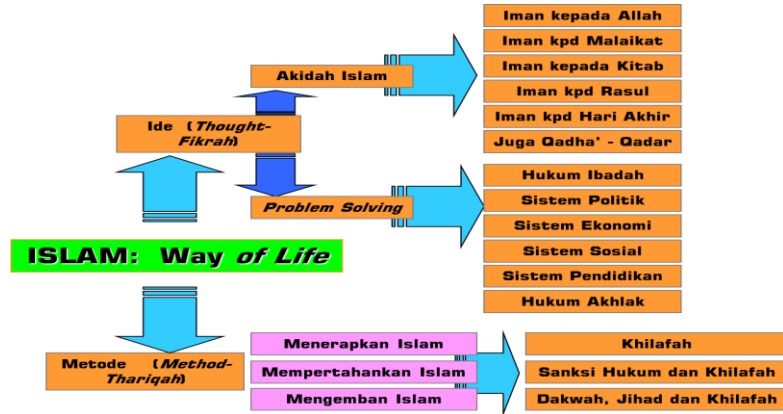 Iman kepada Allah
Iman kpd Malaikat
Akidah Islam
Iman kepada Kitab
Iman kpd Rasul
Iman kpd Hari Akhir
Juga Qadha' - Qadar
Ide (Thought-
Fikrah)
Hukum Ibadah
Problem Solving
Sistem Politik
Sistem Ekonomi
Sistem Sosial
Sistem Pendidikan
Hukum Akhlak
ISLAM: Way of Life
Metode (Method-
Thariqah)
Menerapkan Islam
Mempertahankan Islam
Mengemban Islam
Khilafah
Sanksi Hukum dan Khilafah
Dakwah, Jihad dan Khilafah